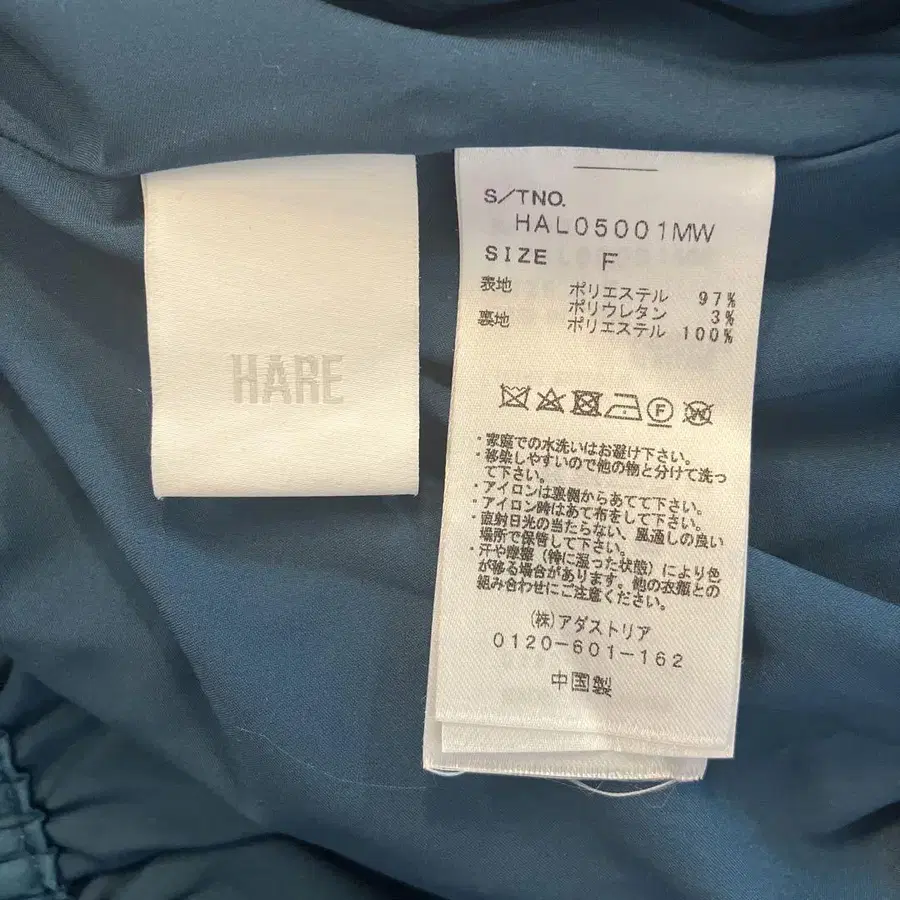 HARE
S/TNO.
HAL05001MW
SIZE F
表地 ポリエステル 97%
ポリウレタン 3%
裏地 ポリエステル 100%
F
W
・家庭での水洗いはお避け下さい。
・移染しやすいので他の物と分けて洗っ
て下さい。
・アイロンは裏側からあてて下さい。
・アイロン時はあて布をして下さい。
・直射日光の当たらない、風通しの良い
場所で保管して下さい。
・汗や摩擦(特に湿った状態)により色
が移る場合があります。他の衣類との
組み合わせにご注意ください。
(株)アダストリア
0120-601-162
中国製